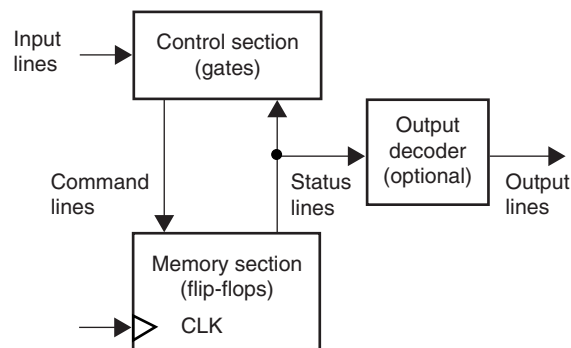 Input
lines
Control section
(gates)
Output
decoder
(optional)
Command
lines
Status
lines
Output
lines
Memory section
(flip-flops)
CLK